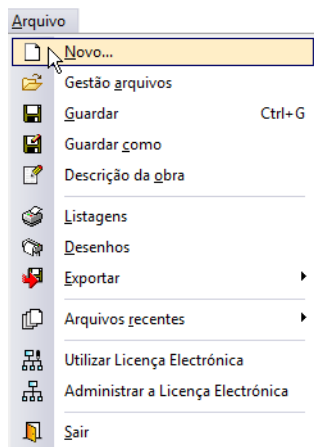 Arquivo
Novo...
Gestão arquivos
Guardar Ctrl+G
Guardar como
Descrição da obra
Listagens
Desenhos
Exportar
Arquivos recentes
Utilizar Licença Electrónica
Administrar a Licença Electrónica
Sair